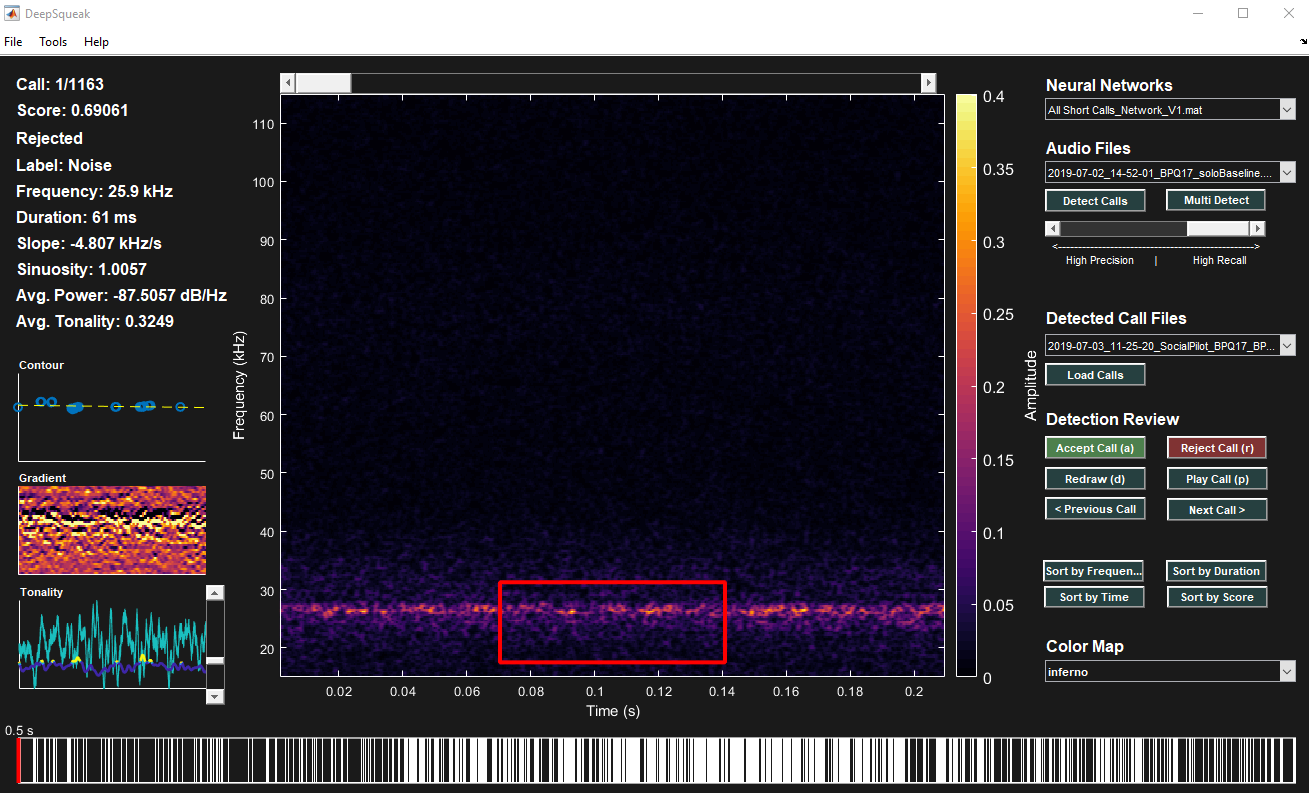 DeepSqueak
File Tools Help
Call: 1/1163
Score: 0.69061
Rejected
Label: Noise
Frequency: 25.9 kHz
Duration: 61 ms
Slope: -4.807 kHz/s
Sinuosity: 1.0057
Avg. Power: -87.5057 dB/Hz
Avg. Tonality: 0.3249
Contour
Gradient
Tonality
Frequency (kHz)
110
100
90
80
70
60
50
40
30
20
0.02 0.04 0.06 0.08 0.1 0.12 0.14 0.16 0.18 0.2
Time (s)
0.4
0.35
0.3
0.25
0.2
0.15
0.1
0.05
0
Amplitude
Neural Networks
All Short Calls_Network_V1.mat
Audio Files
2019-07-02_14-52-01_BPQ17_soloBaseline....
Detect Calls Multi Detect
<-------------------------------------------------->
High Precision | High Recall
Detected Call Files
2019-07-03_11-25-20_SocialPilot_BPQ17_BP...
Load Calls
Detection Review
Accept Call (a) Reject Call (r)
Redraw (d) Play Call (p)
< Previous Call Next Call >
Sort by Frequen... Sort by Duration
Sort by Time Sort by Score
Color Map
inferno
0.5 s